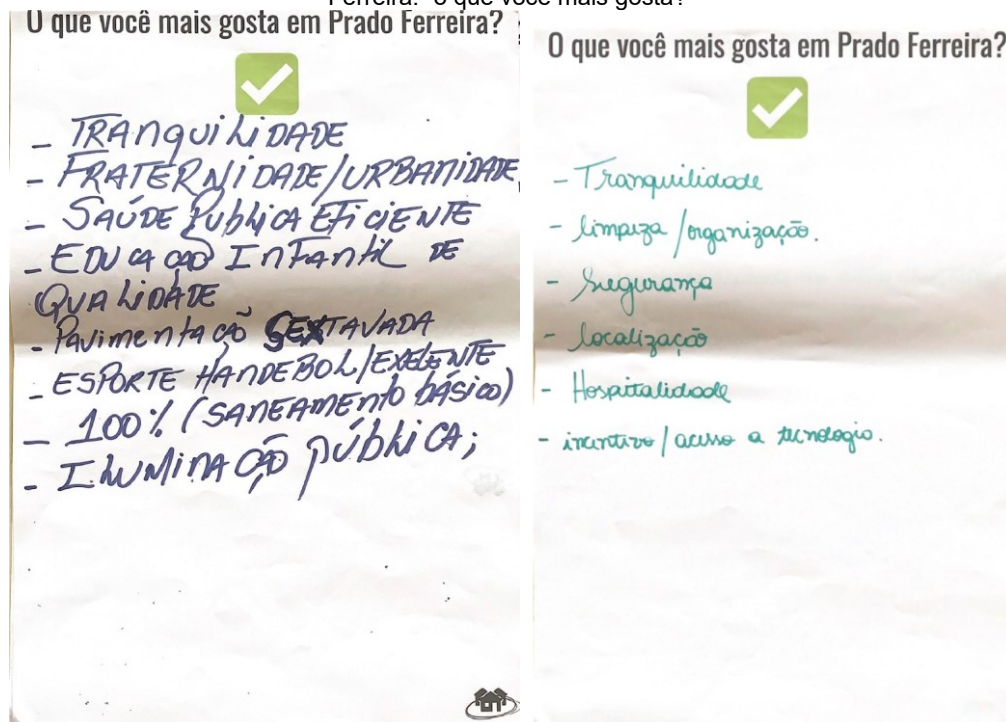 Ferreira: "o que você mais gosta?"
O que você mais gosta em Prado Ferreira?
- TRANQUILIDADE
- FRATERNIDADE/URBANIDADE,
- SAÚDE PUBLICA EFICIENTE
- EDUCAÇÃO INFANTIL DE
QUALIDADE
- PAVIMENTAÇÃO SEXTAVADA
- ESPORTE HANDEBOL/EXELENTE
- 100% (SANEAMENTO BÁSICO)
- ILUMINAÇÃO PÚBLICA;
O que você mais gosta em Prado Ferreira?
- Tranquilidade
- limpeza/organização.
- Segurança
- localização
- Hospitalidade
- incentivo/acesso a tecnologia.